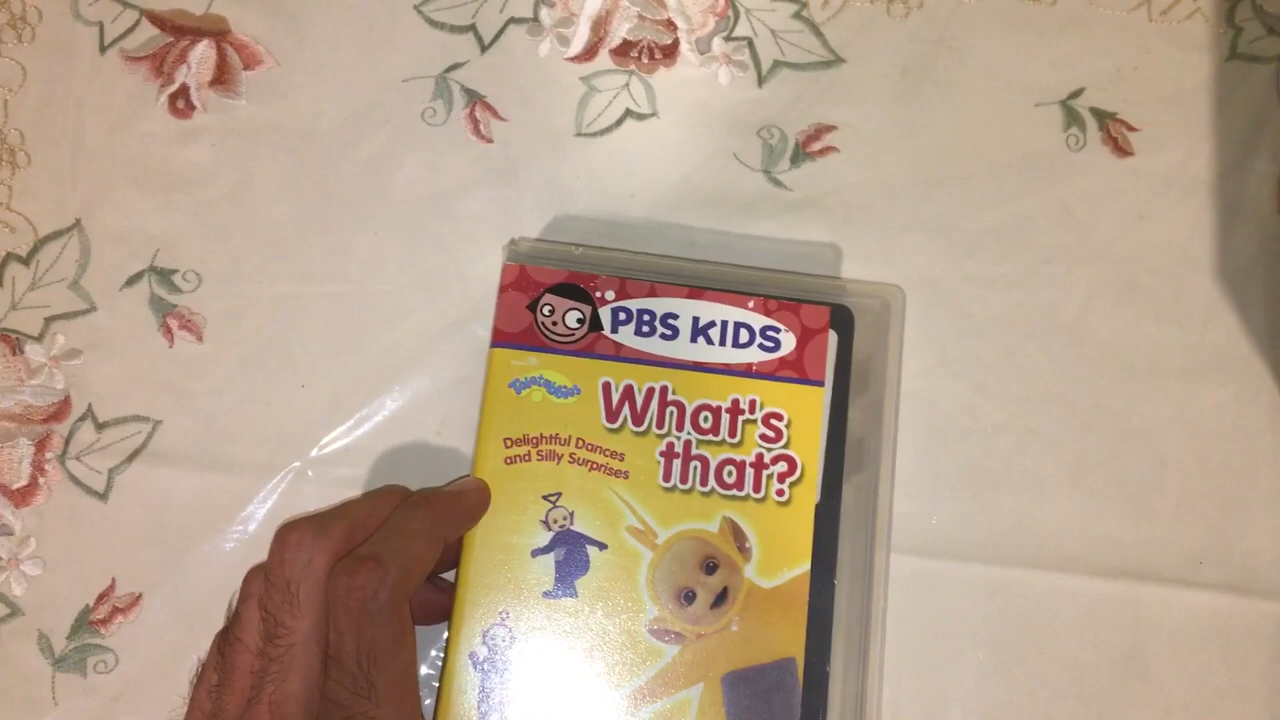 PBS KIDS
Teletubbies
What's
that?
Delightful Dances
and Silly Surprises